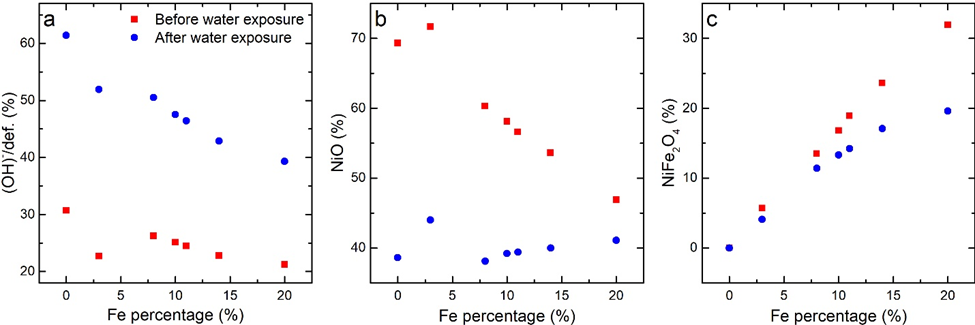 a
Before water exposure
After water exposure
(OH)⁻/def. (%)
60
50
40
30
20
0 5 10 15 20
Fe percentage (%)
b
NiO (%)
70
60
50
40
0 5 10 15 20
Fe percentage (%)
c
NiFe₂O₄ (%)
30
20
10
0
0 5 10 15 20
Fe percentage (%)